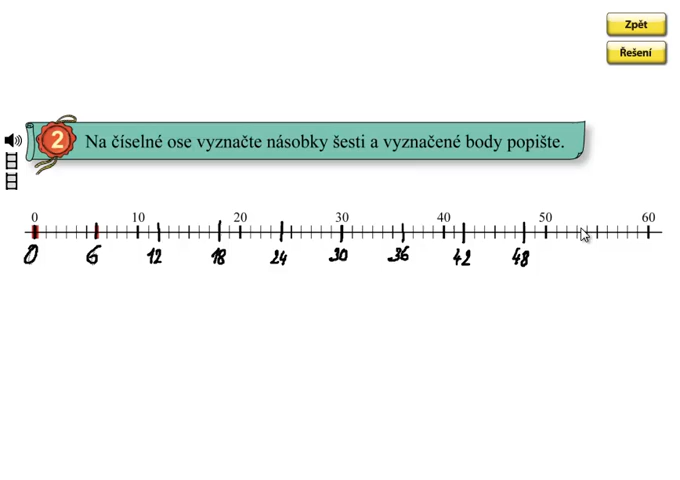 Zpět
Řešení
2 Na číselné ose vyznačte násobky šesti a vyznačené body popište.
0 10 20 30 40 50 60
0 6 12 18 24 30 36 42 48